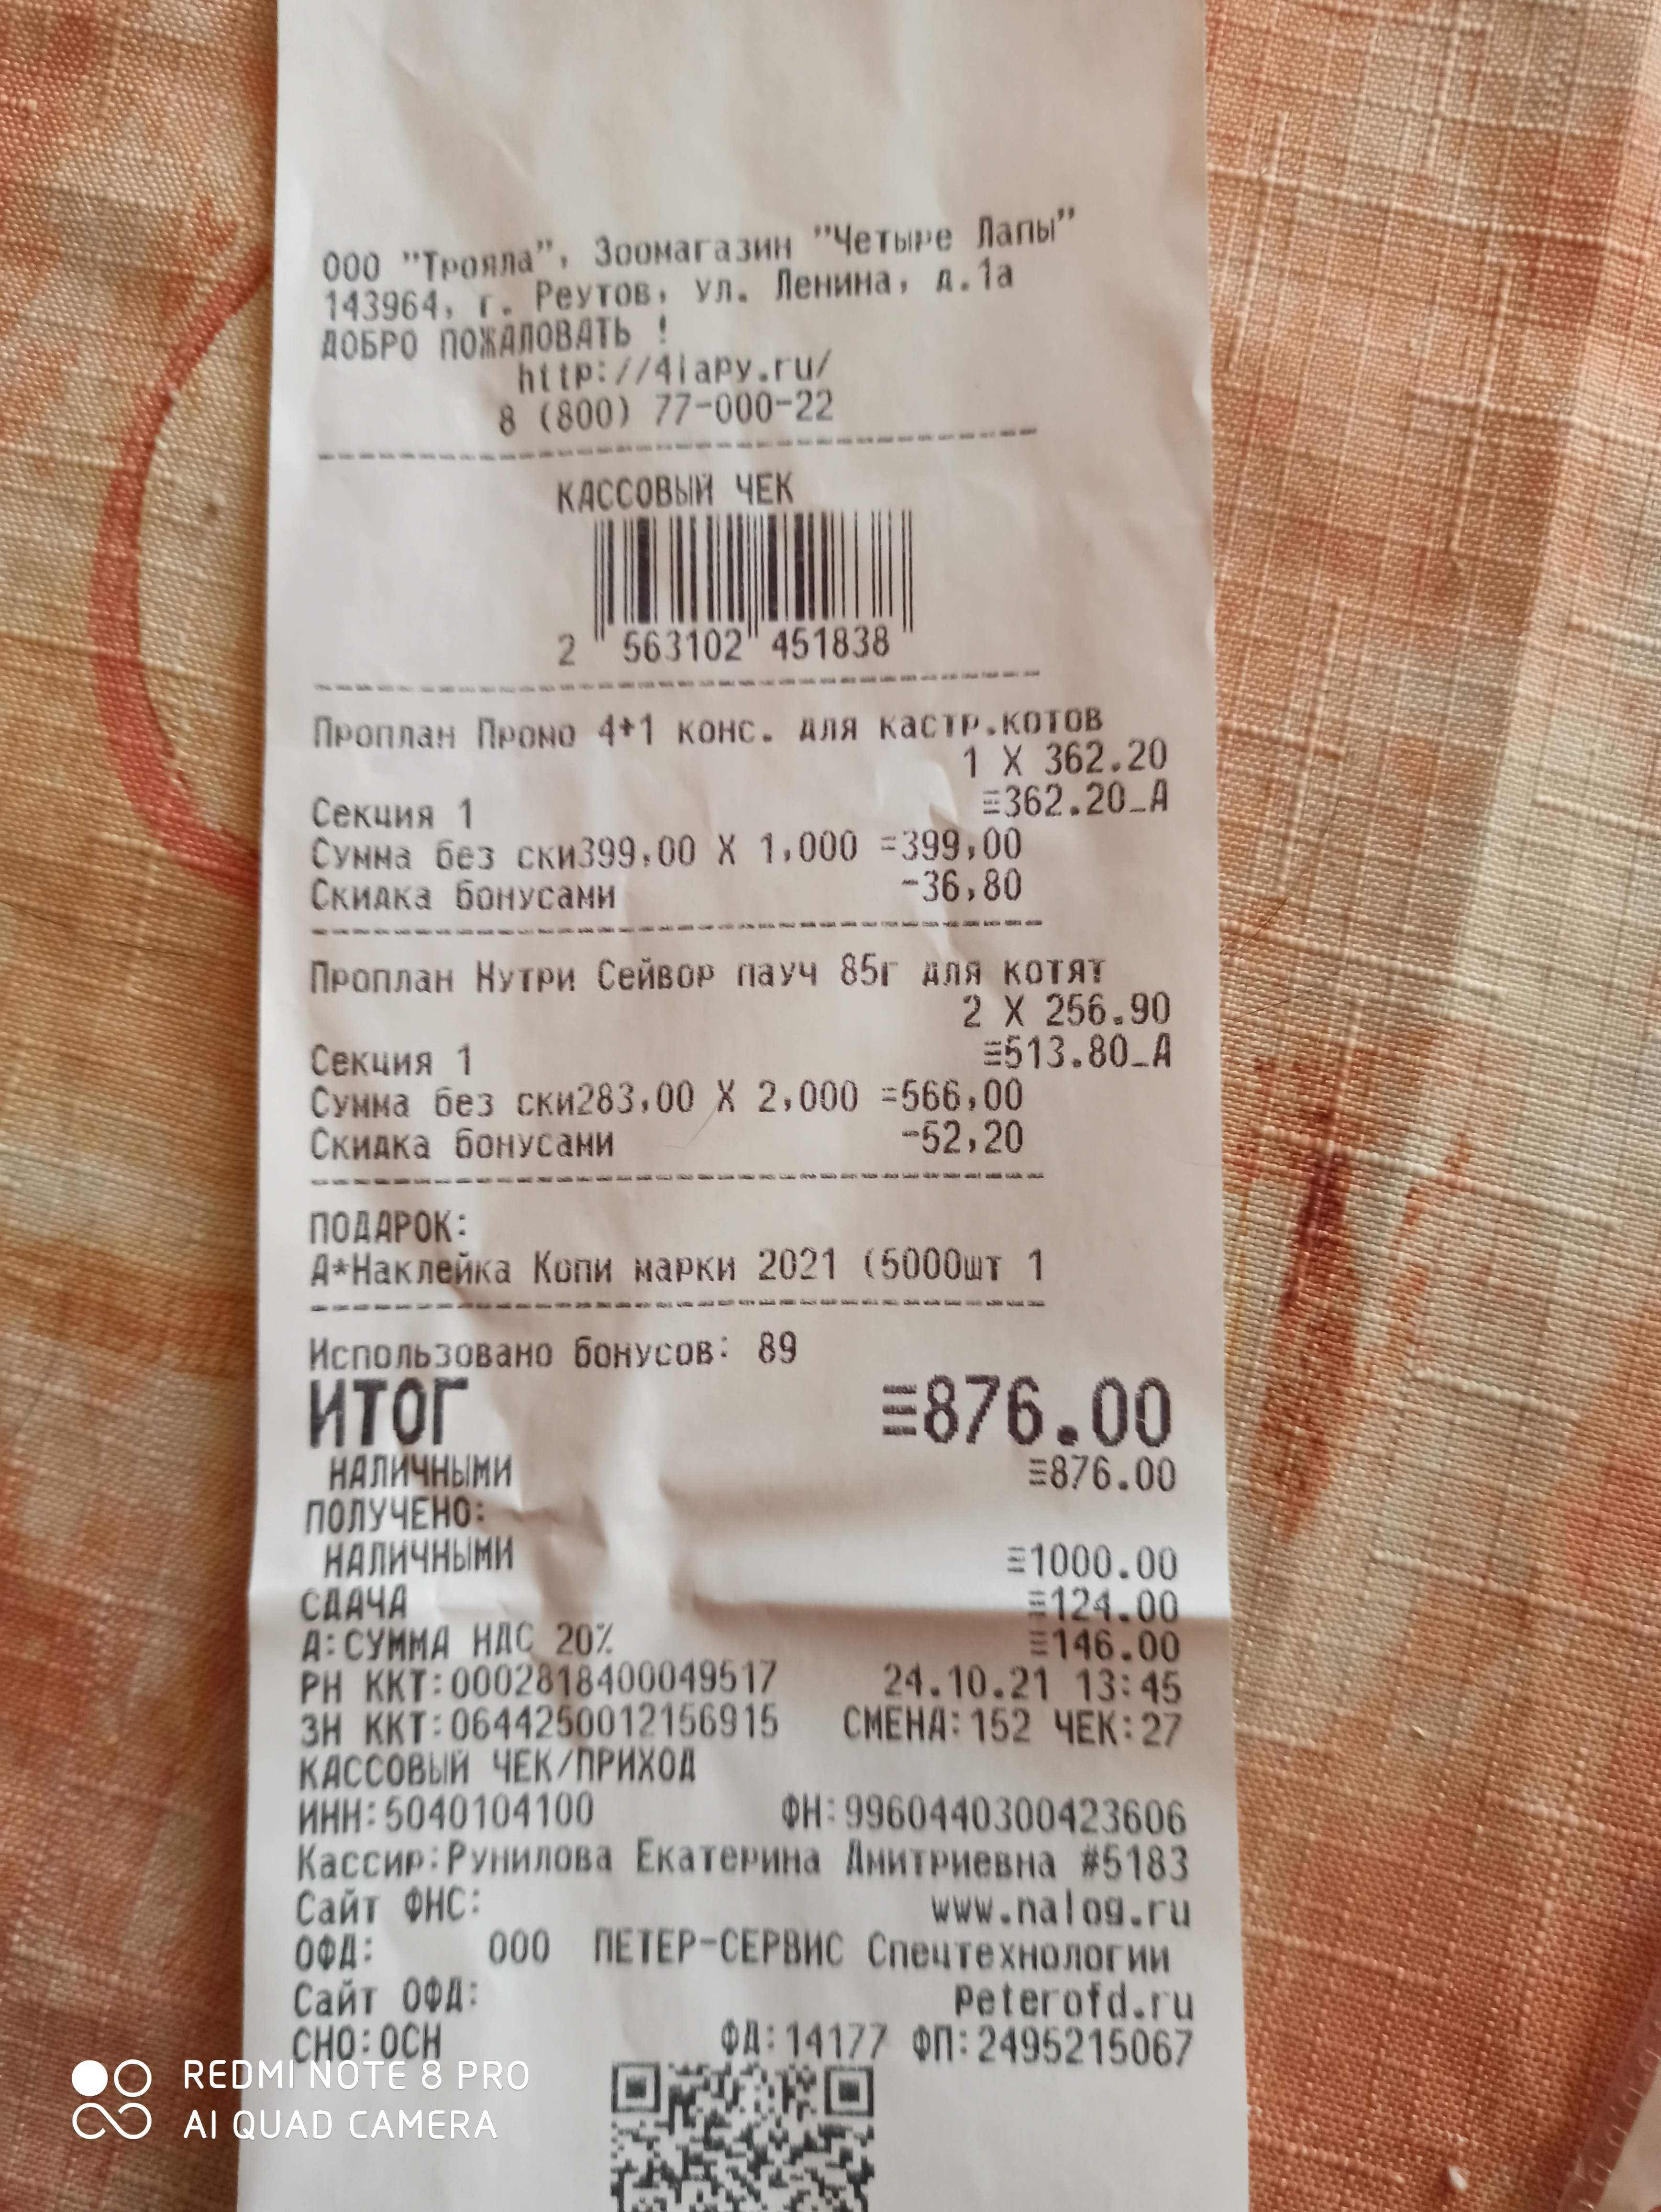 ООО "Трояла", Зоомагазин "Четыре Лапы"
143964, г. Реутов, ул. Ленина, д.1а
ДОБРО ПОЖАЛОВАТЬ !
http://4lapy.ru/
8 (800) 77-000-22
КАССОВЫЙ ЧЕК
2 563102 451838
Проплан Промо 4+1 конс. для кастр.котов
1 X 362.20
Секция 1 ≡362.20_А
Сумма без ски399,00 X 1,000 =399,00
Скидка бонусами -36,80
Проплан Нутри Сейвор пауч 85г для котят
2 X 256.90
Секция 1 ≡513.80_А
Сумма без ски283,00 X 2,000 =566,00
Скидка бонусами -52,20
ПОДАРОК:
А*Наклейка Копи марки 2021 (5000шт 1
Использовано бонусов: 89
ИТОГ ≡876.00
НАЛИЧНЫМИ ≡876.00
ПОЛУЧЕНО:
НАЛИЧНЫМИ ≡1000.00
СДАЧА ≡124.00
А:СУММА НДС 20% ≡146.00
РН ККТ:0002818400049517 24.10.21 13:45
ЗН ККТ:0644250012156915 СМЕНА:152 ЧЕК:27
КАССОВЫЙ ЧЕК/ПРИХОД
ИНН:5040104100 ФН:9960440300423606
Кассир:Рунилова Екатерина Дмитриевна #5183
Сайт ФНС: www.nalog.ru
ОФД: ООО ПЕТЕР-СЕРВИС Спецтехнологии
Сайт ОФД: peterofd.ru
СНО:ОСН ФД:14177 ФП:2495215067
REDMI NOTE 8 PRO
AI QUAD CAMERA